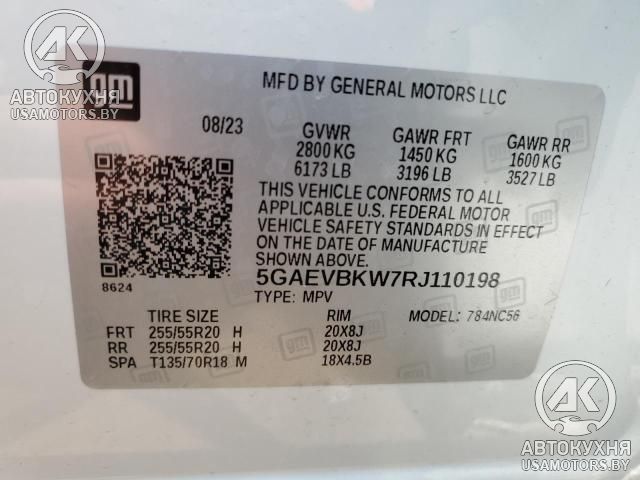 AK
АВТОКУХНЯ
USAMOTORS.BY
gm
MFD BY GENERAL MOTORS LLC
08/23 GVWR GAWR FRT GAWR RR
2800 KG 1450 KG 1600 KG
6173 LB 3196 LB 3527 LB
THIS VEHICLE CONFORMS TO ALL
APPLICABLE U.S. FEDERAL MOTOR
VEHICLE SAFETY STANDARDS IN EFFECT
ON THE DATE OF MANUFACTURE
5GAEVBKW7RJ110198
8624
TYPE: MPV MODEL: 784NC56
TIRE SIZE RIM
FRT 255/55R20 H 20X8J
RR 255/55R20 H 20X8J
SPA T135/70R18 M 18X4.5B
AK
АВТОКУХНЯ
USAMOTORS.BY